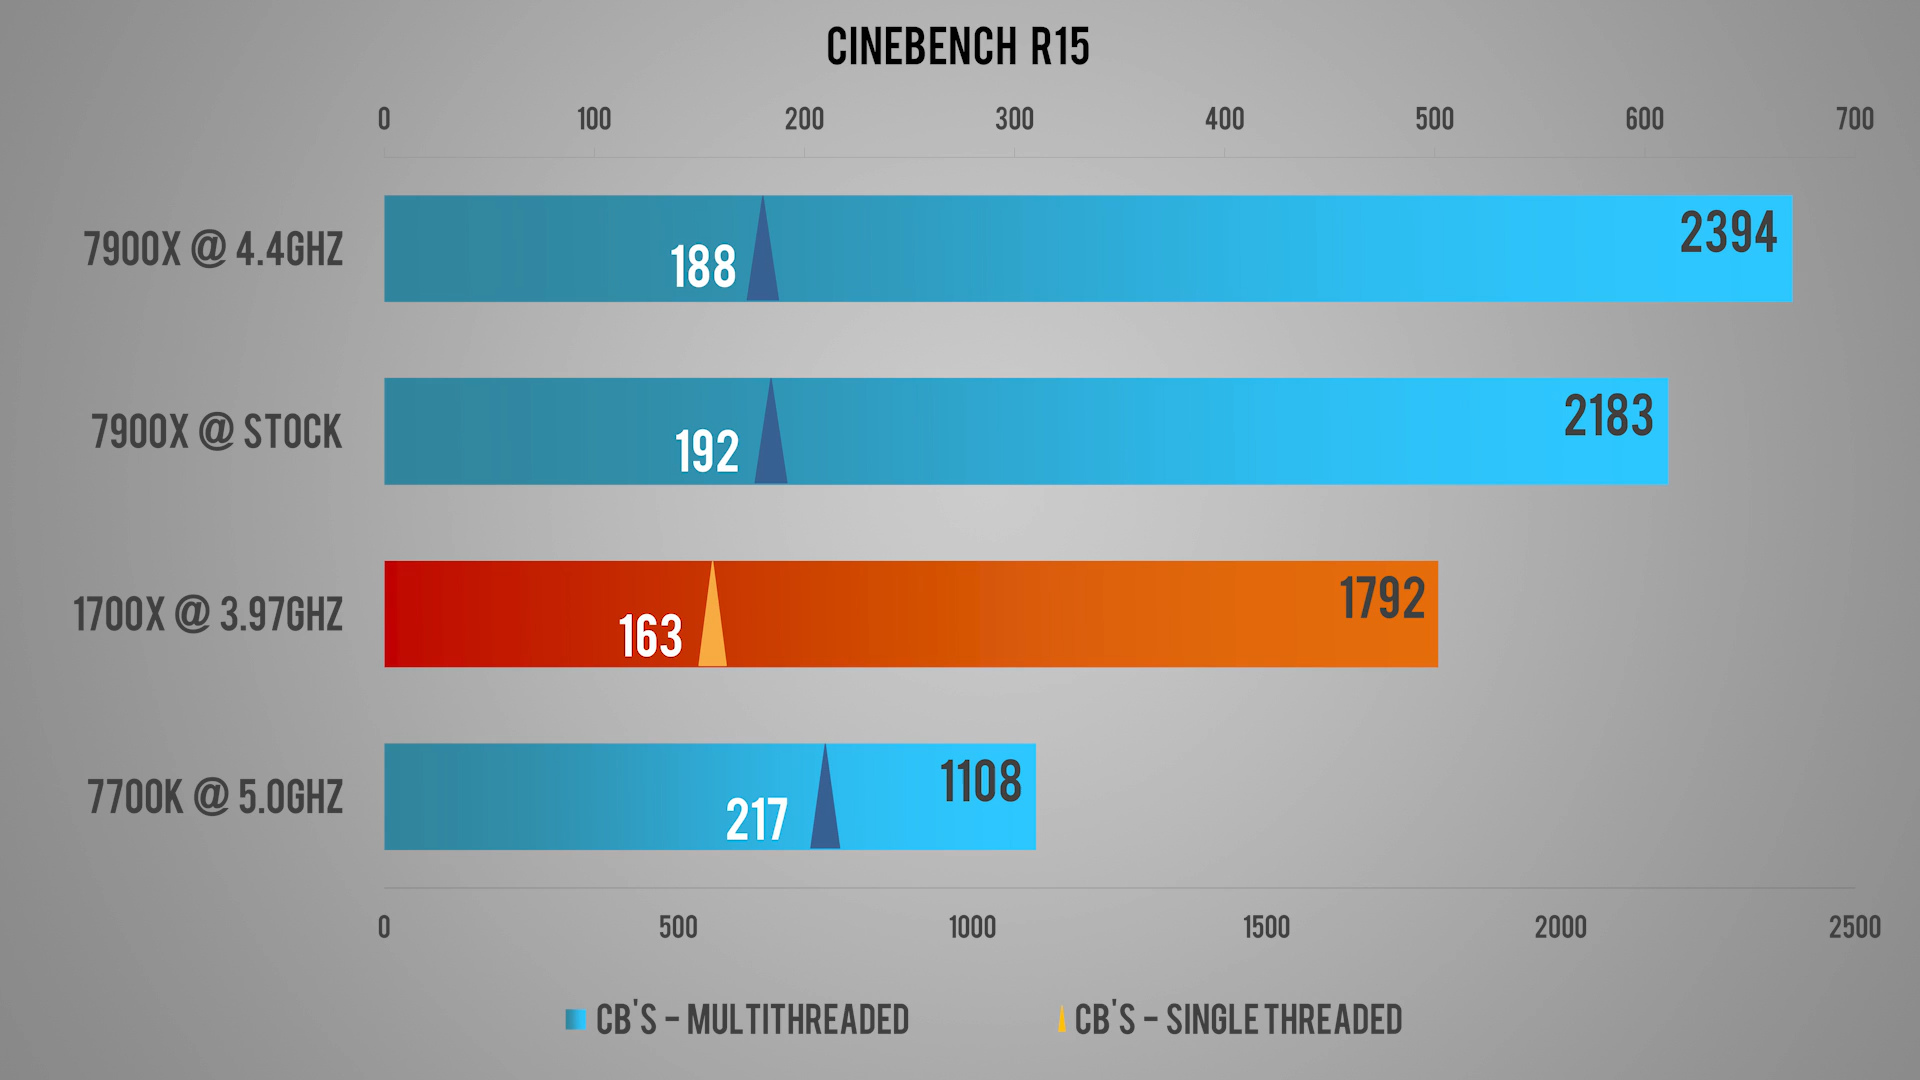 CINEBENCH R15
0 100 200 300 400 500 600 700
7900X @ 4.4GHZ 188 2394
7900X @ STOCK 192 2183
1700X @ 3.97GHZ 163 1792
7700K @ 5.0GHZ 217 1108
0 500 1000 1500 2000 2500
CB'S - MULTITHREADED CB'S - SINGLE THREADED